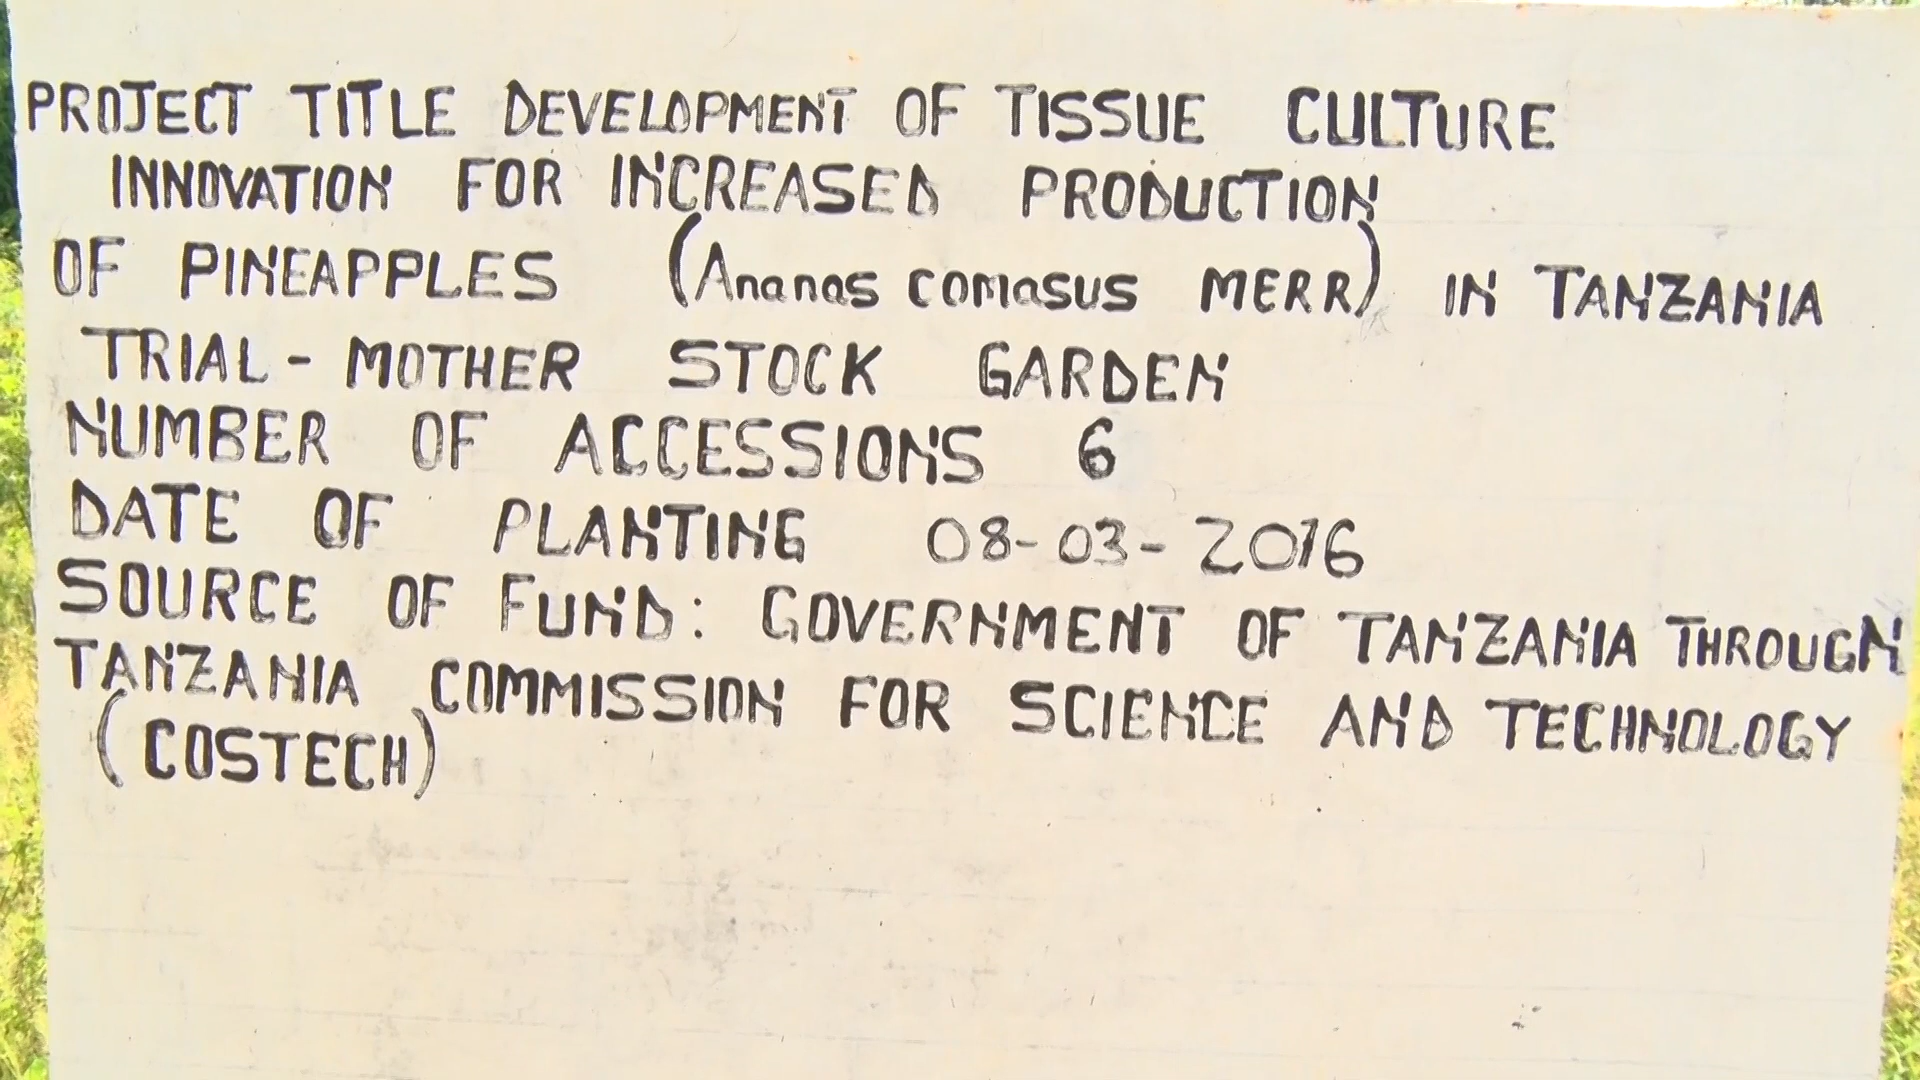 PROJECT TITLE DEVELOPMENT OF TISSUE CULTURE
INNOVATION FOR INCREASED PRODUCTION
OF PINEAPPLES (Ananas comasus MERR) IN TANZANIA
TRIAL - MOTHER STOCK GARDEN
NUMBER OF ACCESSIONS 6
DATE OF PLANTING 08-03-2016
SOURCE OF FUND: GOVERNMENT OF TANZANIA THROUGH
TANZANIA COMMISSION FOR SCIENCE AND TECHNOLOGY
(COSTECH)